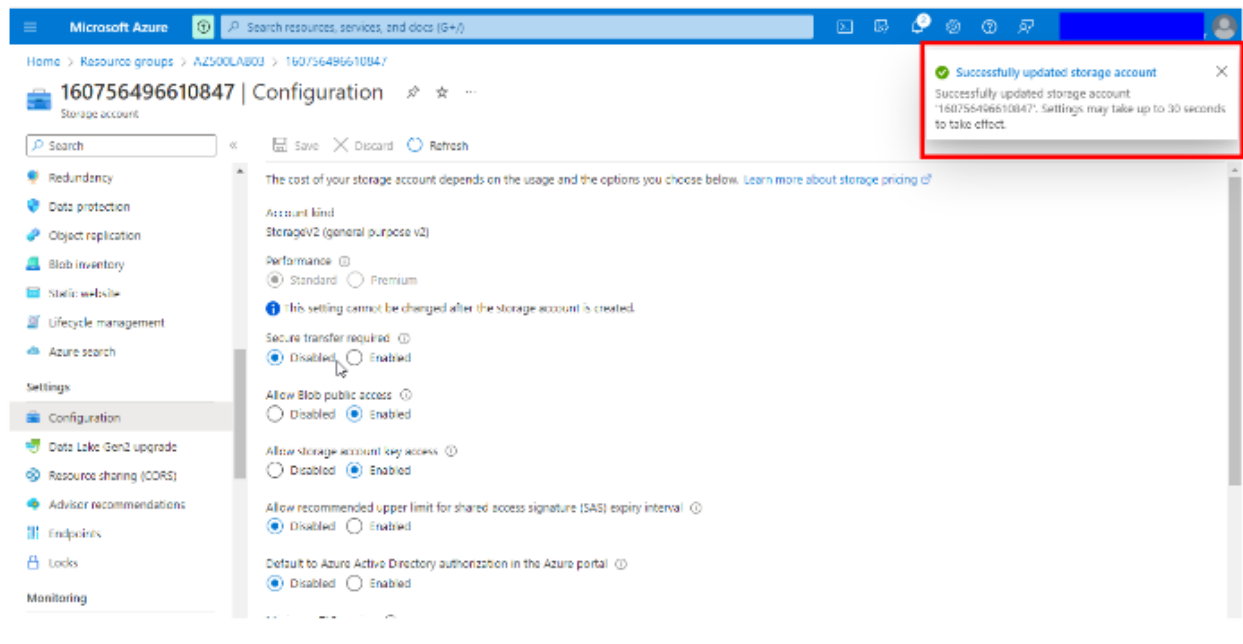 Microsoft Azure
Search resources, services, and docs (G+/)
2
Home > Resource groups > AZ500LAB03 > 160756496610847
160756496610847 | Configuration
Storage account
Search
Save Discard Refresh
Successfully updated storage account
Successfully updated storage account
'160756496610847'. Settings may take up to 30 seconds
to take effect.
Redundancy
Data protection
Object replication
Blob inventory
Static website
Lifecycle management
Azure search
Settings
Configuration
Data Lake Gen2 upgrade
Resource sharing (CORS)
Advisor recommendations
Endpoints
Locks
Monitoring
The cost of your storage account depends on the usage and the options you choose below. Learn more about storage pricing
Account kind
StorageV2 (general purpose v2)
Performance
Standard Premium
This setting cannot be changed after the storage account is created.
Secure transfer required
Disabled Enabled
Allow Blob public access
Disabled Enabled
Allow storage account key access
Disabled Enabled
Allow recommended upper limit for shared access signature (SAS) expiry interval
Disabled Enabled
Default to Azure Active Directory authorization in the Azure portal
Disabled Enabled